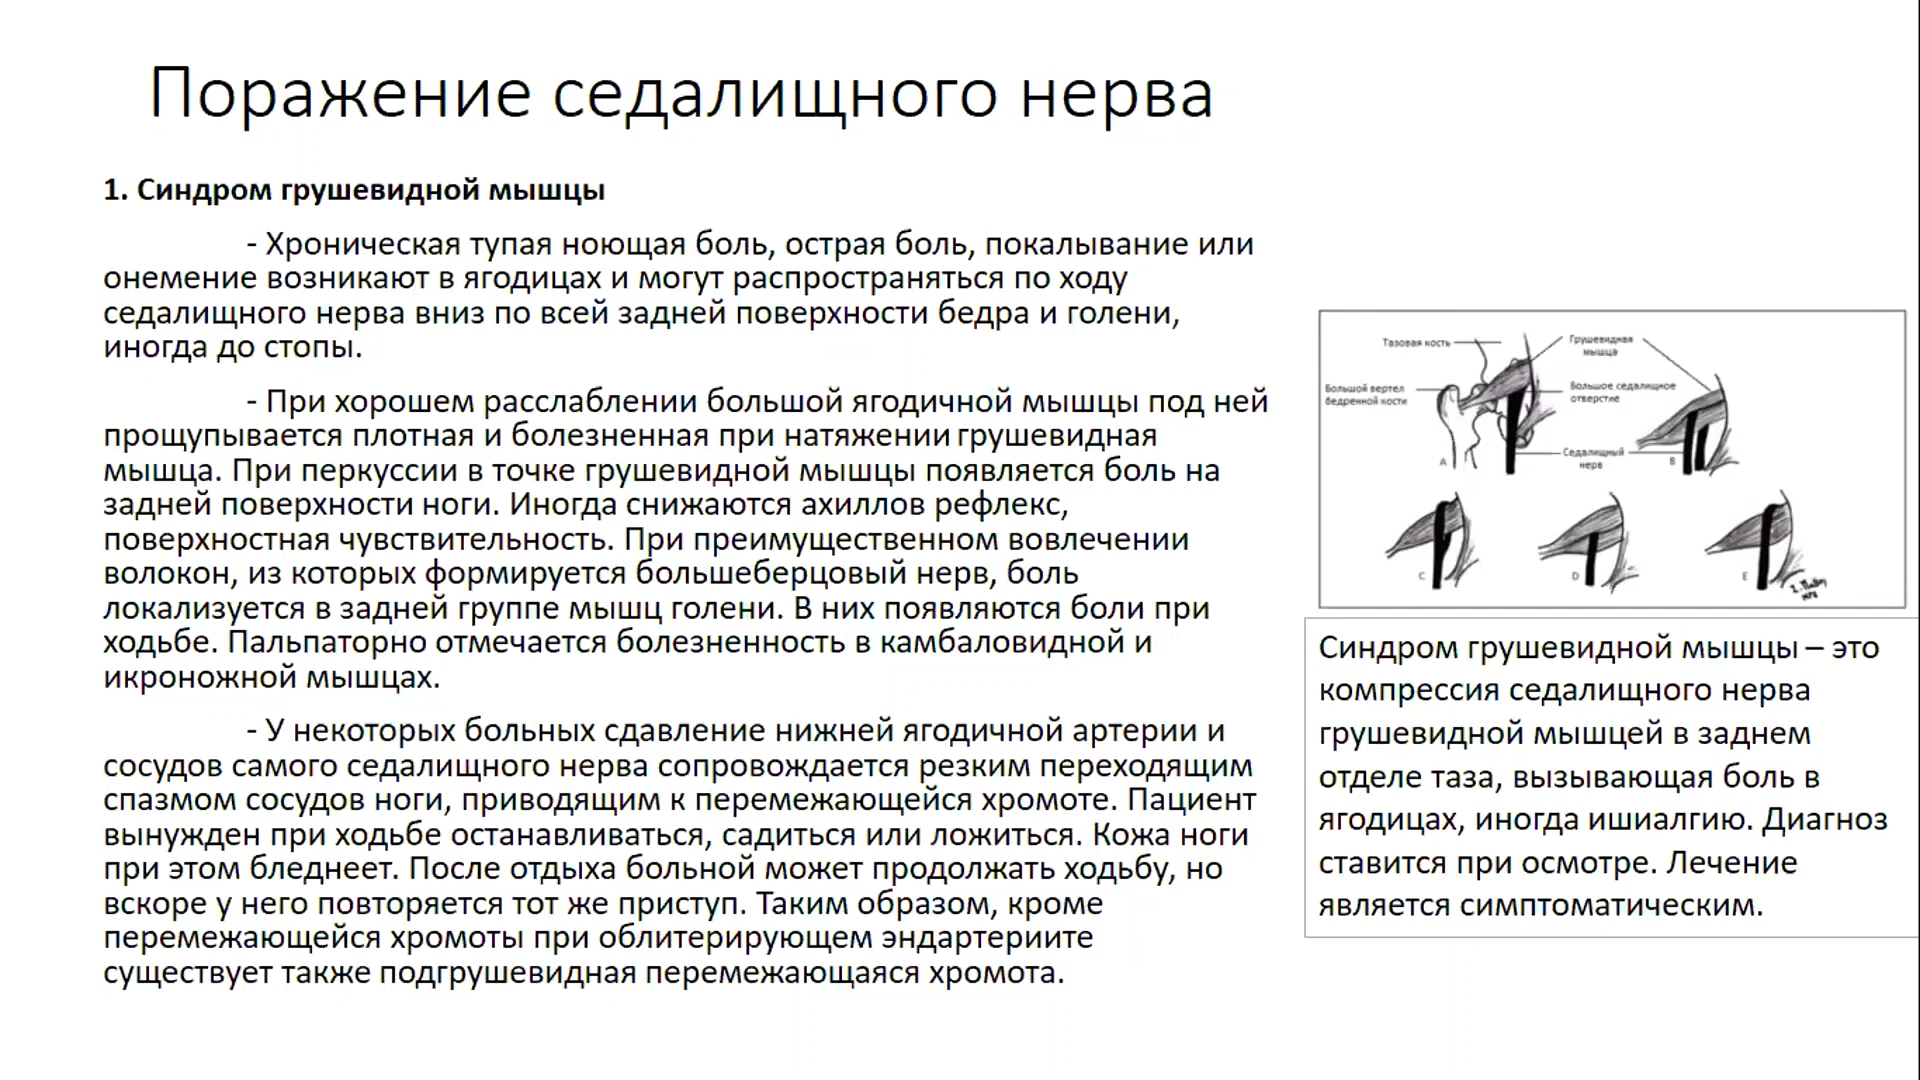 Поражение седалищного нерва
1. Синдром грушевидной мышцы
- Хроническая тупая ноющая боль, острая боль, покалывание или
онемение возникают в ягодицах и могут распространяться по ходу
седалищного нерва вниз по всей задней поверхности бедра и голени,
иногда до стопы.
- При хорошем расслаблении большой ягодичной мышцы под ней
прощупывается плотная и болезненная при натяжении грушевидная
мышца. При перкуссии в точке грушевидной мышцы появляется боль на
задней поверхности ноги. Иногда снижаются ахиллов рефлекс,
поверхностная чувствительность. При преимущественном вовлечении
волокон, из которых формируется большеберцовый нерв, боль
локализуется в задней группе мышц голени. В них появляются боли при
ходьбе. Пальпаторно отмечается болезненность в камбаловидной и
икроножной мышцах.
- У некоторых больных сдавление нижней ягодичной артерии и
сосудов самого седалищного нерва сопровождается резким переходящим
спазмом сосудов ноги, приводящим к перемежающейся хромоте. Пациент
вынужден при ходьбе останавливаться, садиться или ложиться. Кожа ноги
при этом бледнеет. После отдыха больной может продолжать ходьбу, но
вскоре у него повторяется тот же приступ. Таким образом, кроме
перемежающейся хромоты при облитерирующем эндартериите
существует также подгрушевидная перемежающаяся хромота.
Тазовая кость
Грушевидная
мышца
Большой вертел
бедренной кости
Большое седалищное
отверстие
Седалищный
нерв
A
B
C
D
E
Синдром грушевидной мышцы – это
компрессия седалищного нерва
грушевидной мышцей в заднем
отделе таза, вызывающая боль в
ягодицах, иногда ишиалгию. Диагноз
ставится при осмотре. Лечение
является симптоматическим.